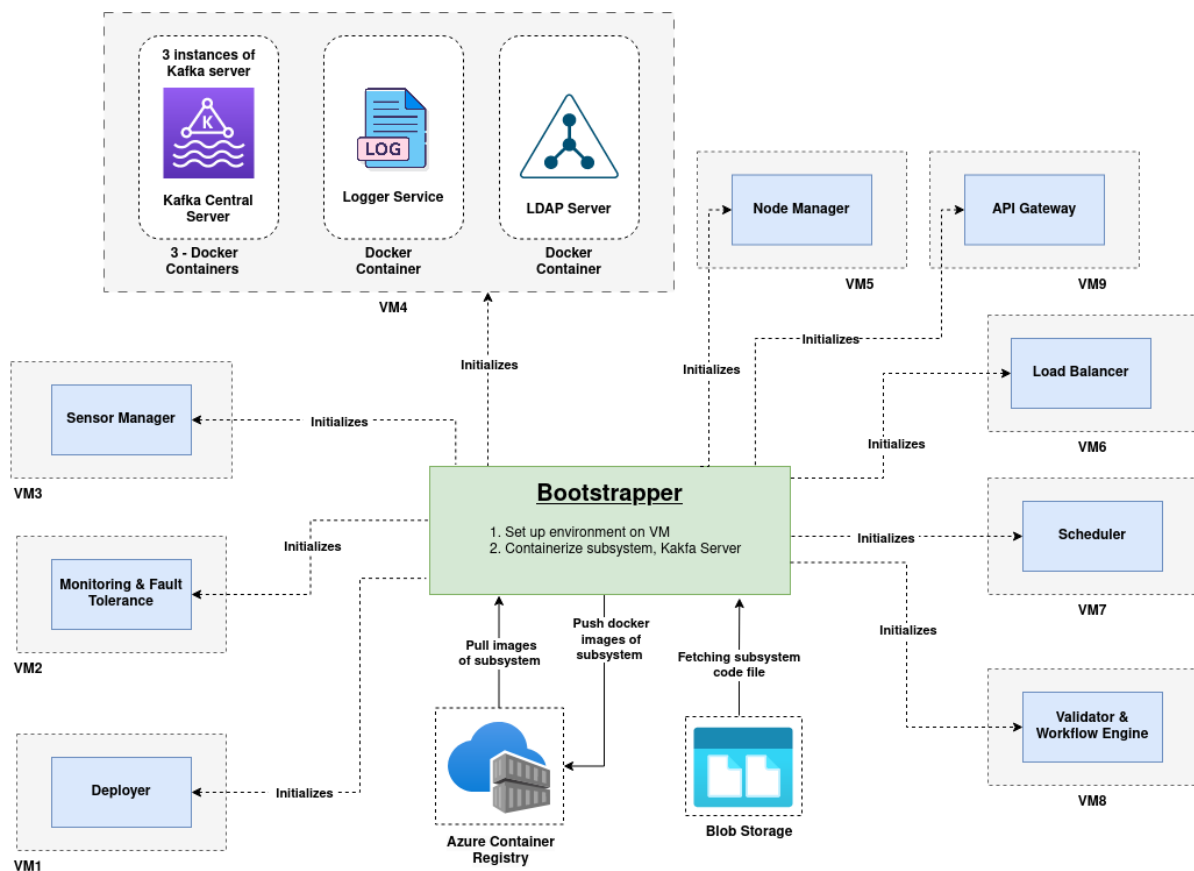 3 instances of
Kafka server
K
Kafka Central
Server
3 - Docker
Containers
LOG
Logger Service
Docker
Container
LDAP Server
Docker
Container
VM4
Node Manager
VM5
API Gateway
VM9
Initializes
Initializes
Initializes
Load Balancer
VM6
Sensor Manager
VM3
Initializes
Initializes
Bootstrapper
1. Set up environment on VM
2. Containerize subsystem, Kakfa Server
Initializes
Scheduler
VM7
Initializes
Monitoring & Fault
Tolerance
VM2
Initializes
Pull images
of subsystem
Push docker
images of
subsystem
Fetching subsystem
code file
Validator &
Workflow Engine
VM8
Deployer
VM1
Initializes
Azure Container
Registry
Blob Storage